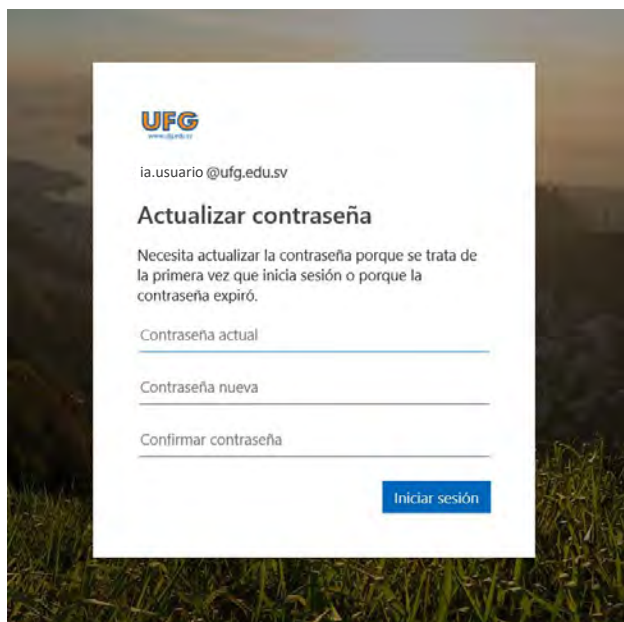 UFG
ia.usuario @ufg.edu.sv
Actualizar contraseña
Necesita actualizar la contraseña porque se trata de
la primera vez que inicia sesión o porque la
contraseña expiró.
Contraseña actual
Contraseña nueva
Confirmar contraseña
Iniciar sesión